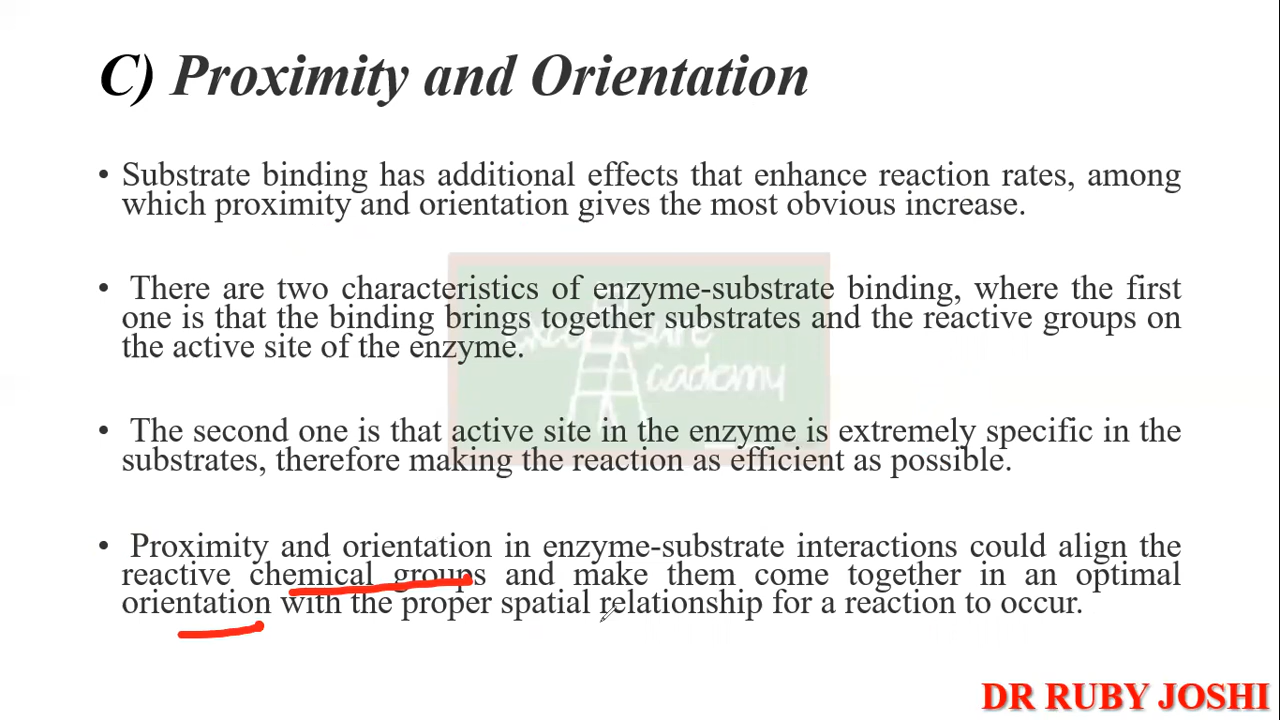 C) Proximity and Orientation
• Substrate binding has additional effects that enhance reaction rates, among
which proximity and orientation gives the most obvious increase.
• There are two characteristics of enzyme-substrate binding, where the first
one is that the binding brings together substrates and the reactive groups on
the active site of the enzyme.
• The second one is that active site in the enzyme is extremely specific in the
substrates, therefore making the reaction as efficient as possible.
• Proximity and orientation in enzyme-substrate interactions could align the
reactive chemical groups and make them come together in an optimal
orientation with the proper spatial relationship for a reaction to occur.
DR RUBY JOSHI